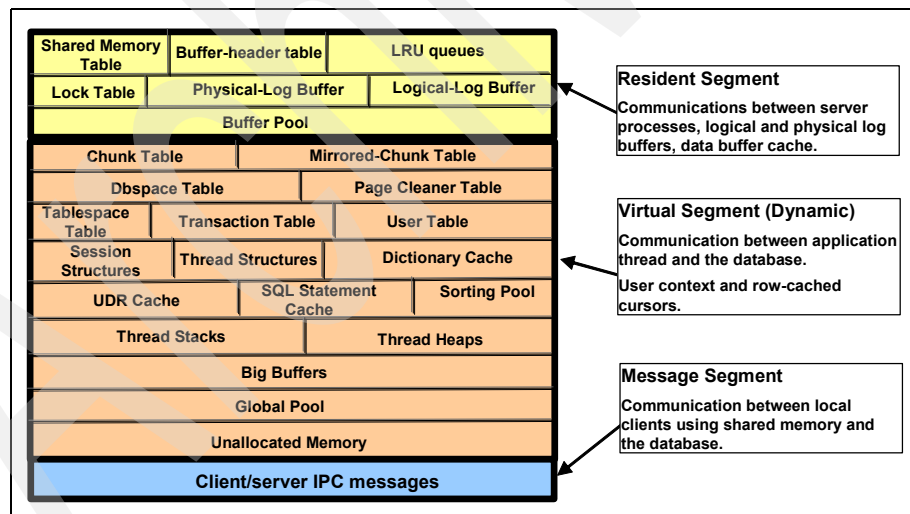 Shared Memory
Table
Buffer-header table
LRU queues
Lock Table
Physical-Log Buffer
Logical-Log Buffer
Buffer Pool
Chunk Table
Mirrored-Chunk Table
Dbspace Table
Page Cleaner Table
Tablespace
Table
Transaction Table
User Table
Session
Structures
Thread Structures
Dictionary Cache
UDR Cache
SQL Statement
Cache
Sorting Pool
Thread Stacks
Thread Heaps
Big Buffers
Global Pool
Unallocated Memory
Client/server IPC messages
Resident Segment
Communications between server
processes, logical and physical log
buffers, data buffer cache.
Virtual Segment (Dynamic)
Communication between application
thread and the database.
User context and row-cached
cursors.
Message Segment
Communication between local
clients using shared memory and
the database.